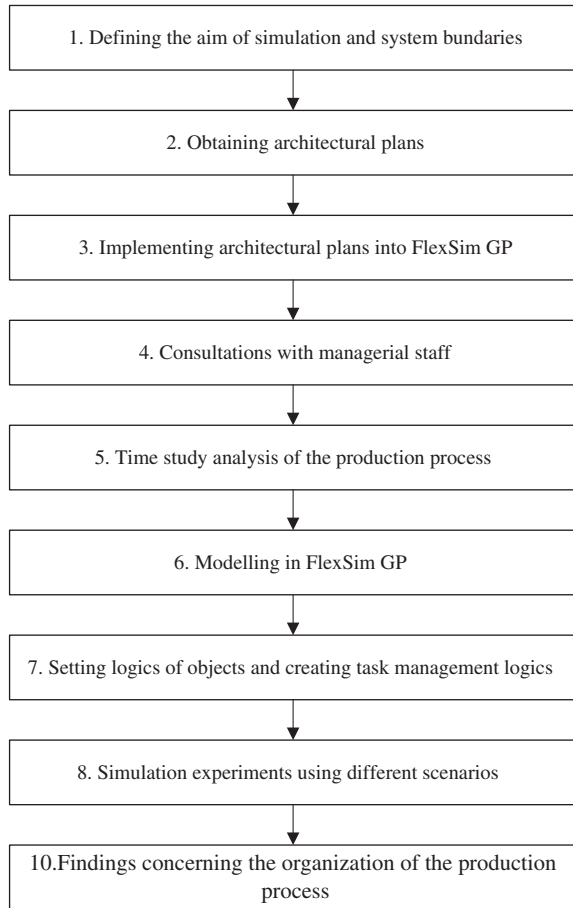 1. Defining the aim of simulation and system bundaries
2. Obtaining architectural plans
3. Implementing architectural plans into FlexSim GP
4. Consultations with managerial staff
5. Time study analysis of the production process
6. Modelling in FlexSim GP
7. Setting logics of objects and creating task management logics
8. Simulation experiments using different scenarios
10.Findings concerning the organization of the production
process